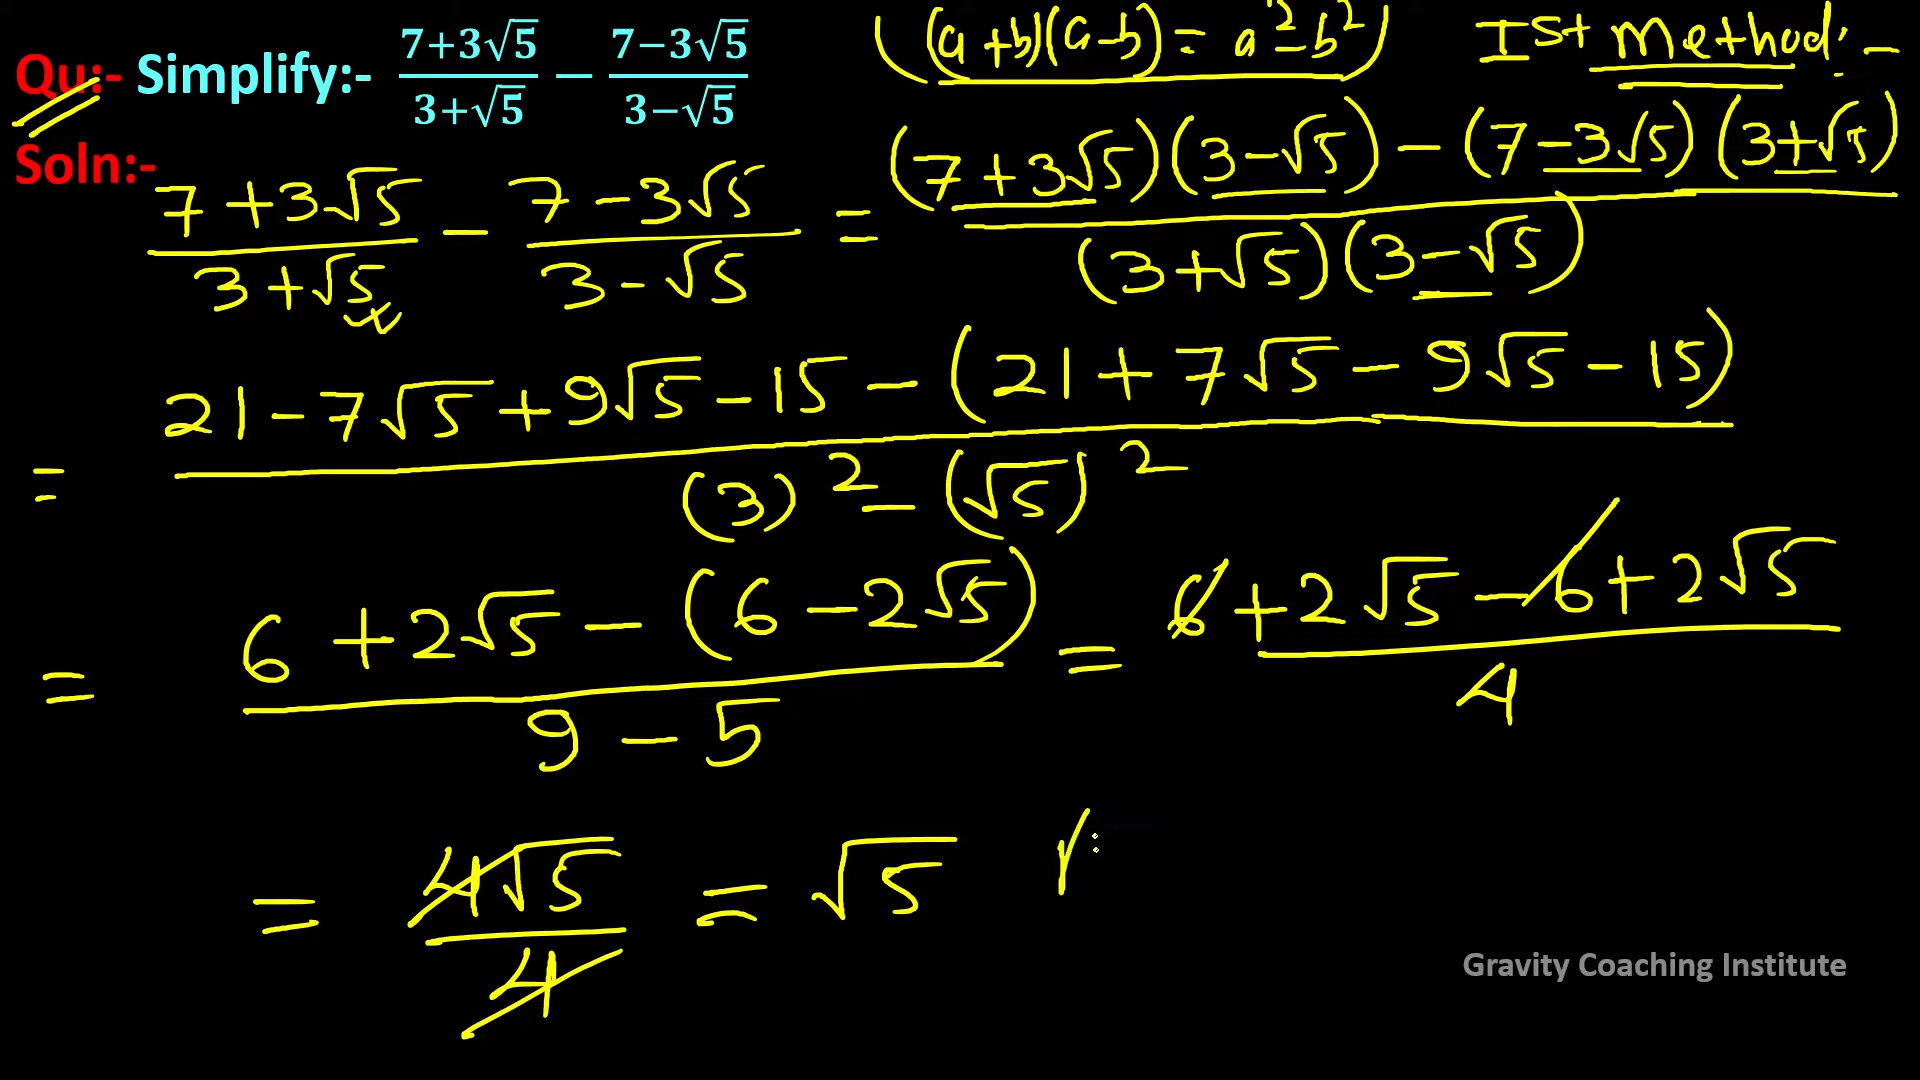 Qu:- Simplify:- (7+3√5)/(3+√5) − (7−3√5)/(3−√5)
((a+b)(a-b) = a²-b²)
Ist Method:-
Soln:-
(7+3√5)/(3+√5) - (7-3√5)/(3-√5) = ((7+3√5)(3-√5) - (7-3√5)(3+√5))/((3+√5)(3-√5))
= (21-7√5+9√5-15-(21+7√5-9√5-15))/((3)²-(√5)²)
= (6+2√5-(6-2√5))/(9-5) = (6+2√5-6+2√5)/4
= 4√5/4 = √5
Gravity Coaching Institute